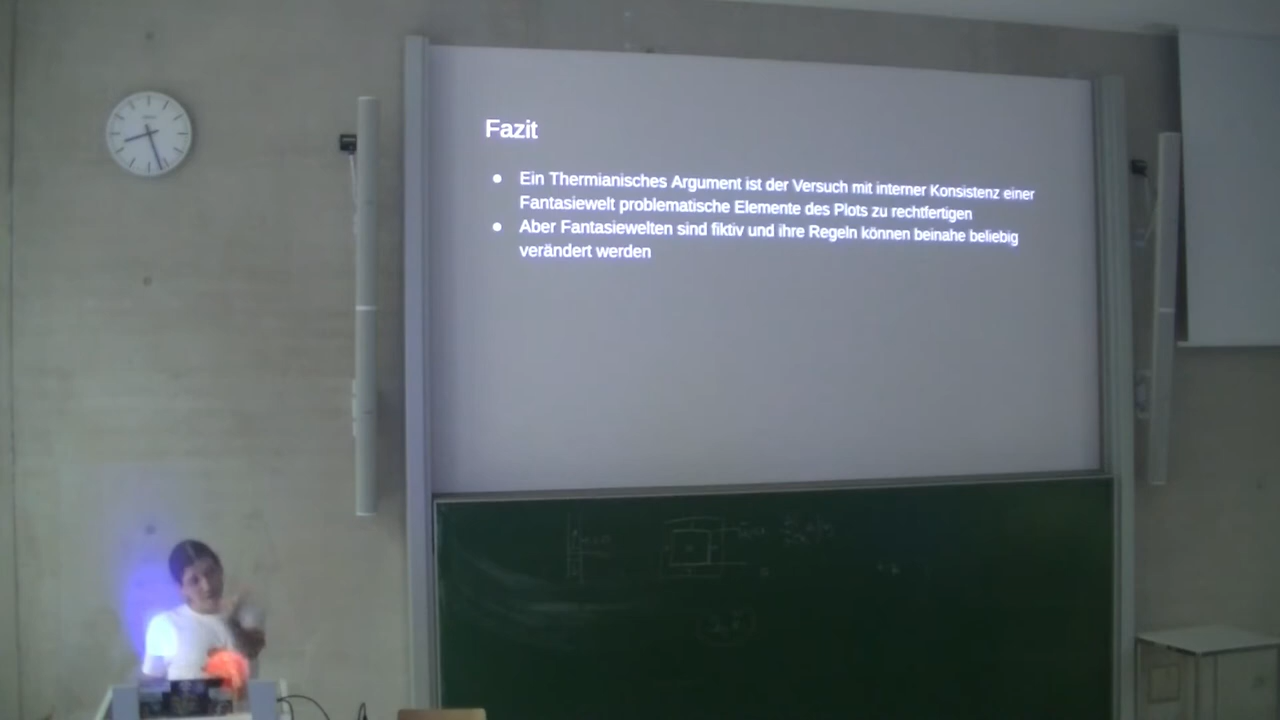 Fazit
● Ein Thermianisches Argument ist der Versuch mit interner Konsistenz einer
Fantasiewelt problematische Elemente des Plots zu rechtfertigen
● Aber Fantasiewelten sind fiktiv und ihre Regeln können beinahe beliebig
verändert werden